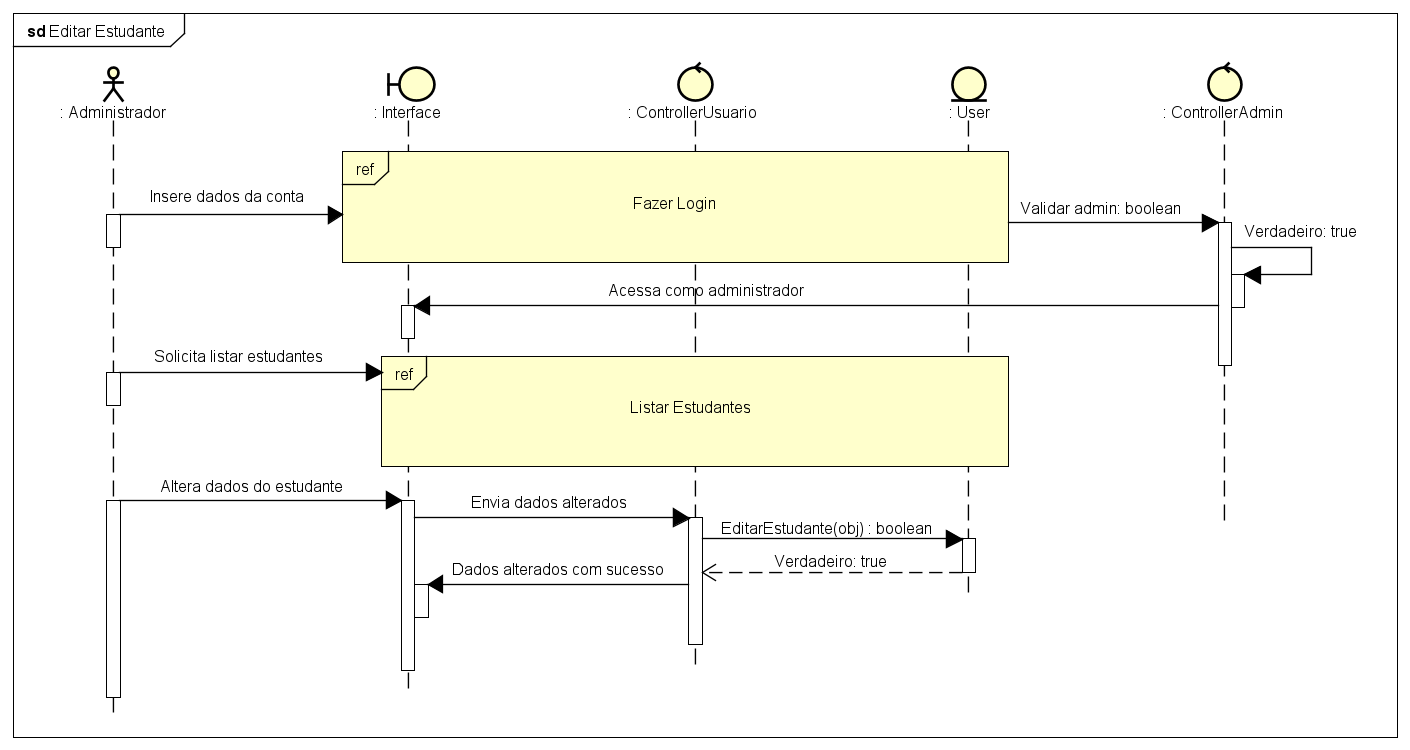 sd Editar Estudante
: Administrador
: Interface
: ControllerUsuario
: User
: ControllerAdmin
ref
Fazer Login
Insere dados da conta
Validar admin: boolean
Verdadeiro: true
Acessa como administrador
Solicita listar estudantes
ref
Listar Estudantes
Altera dados do estudante
Envia dados alterados
EditarEstudante(obj) : boolean
Verdadeiro: true
Dados alterados com sucesso